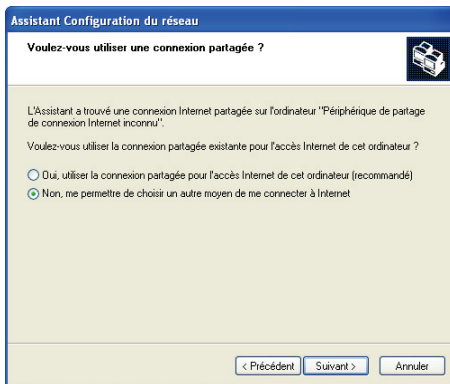 Assistant Configuration du réseau
Voulez-vous utiliser une connexion partagée ?
L'Assistant a trouvé une connexion Internet partagée sur l'ordinateur "Périphérique de partage
de connexion Internet inconnu".
Voulez-vous utiliser la connexion partagée existante pour l'accès Internet de cet ordinateur ?
Oui, utiliser la connexion partagée pour l'accès Internet de cet ordinateur (recommandé)
Non, me permettre de choisir un autre moyen de me connecter à Internet
< Précédent Suivant > Annuler